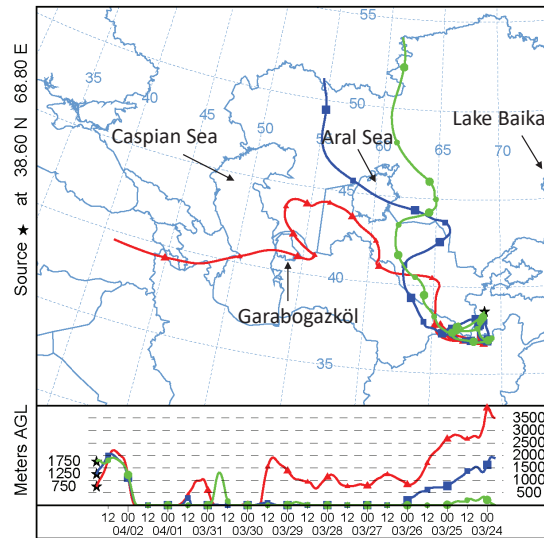 Source ★ at 38.60 N 68.80 E
55
35
40
45
50
55
50
60
45
65
70
40
35
Caspian Sea
Aral Sea
Lake Baika
Garabogazköl
Meters AGL
1750
1250
750
3500
3000
2500
2000
1500
1000
500
12 00 12 00 12 00 12 00 12 00 12 00 12 00 12 00 12 00 12 00
04/02 04/01 03/31 03/30 03/29 03/28 03/27 03/26 03/25 03/24